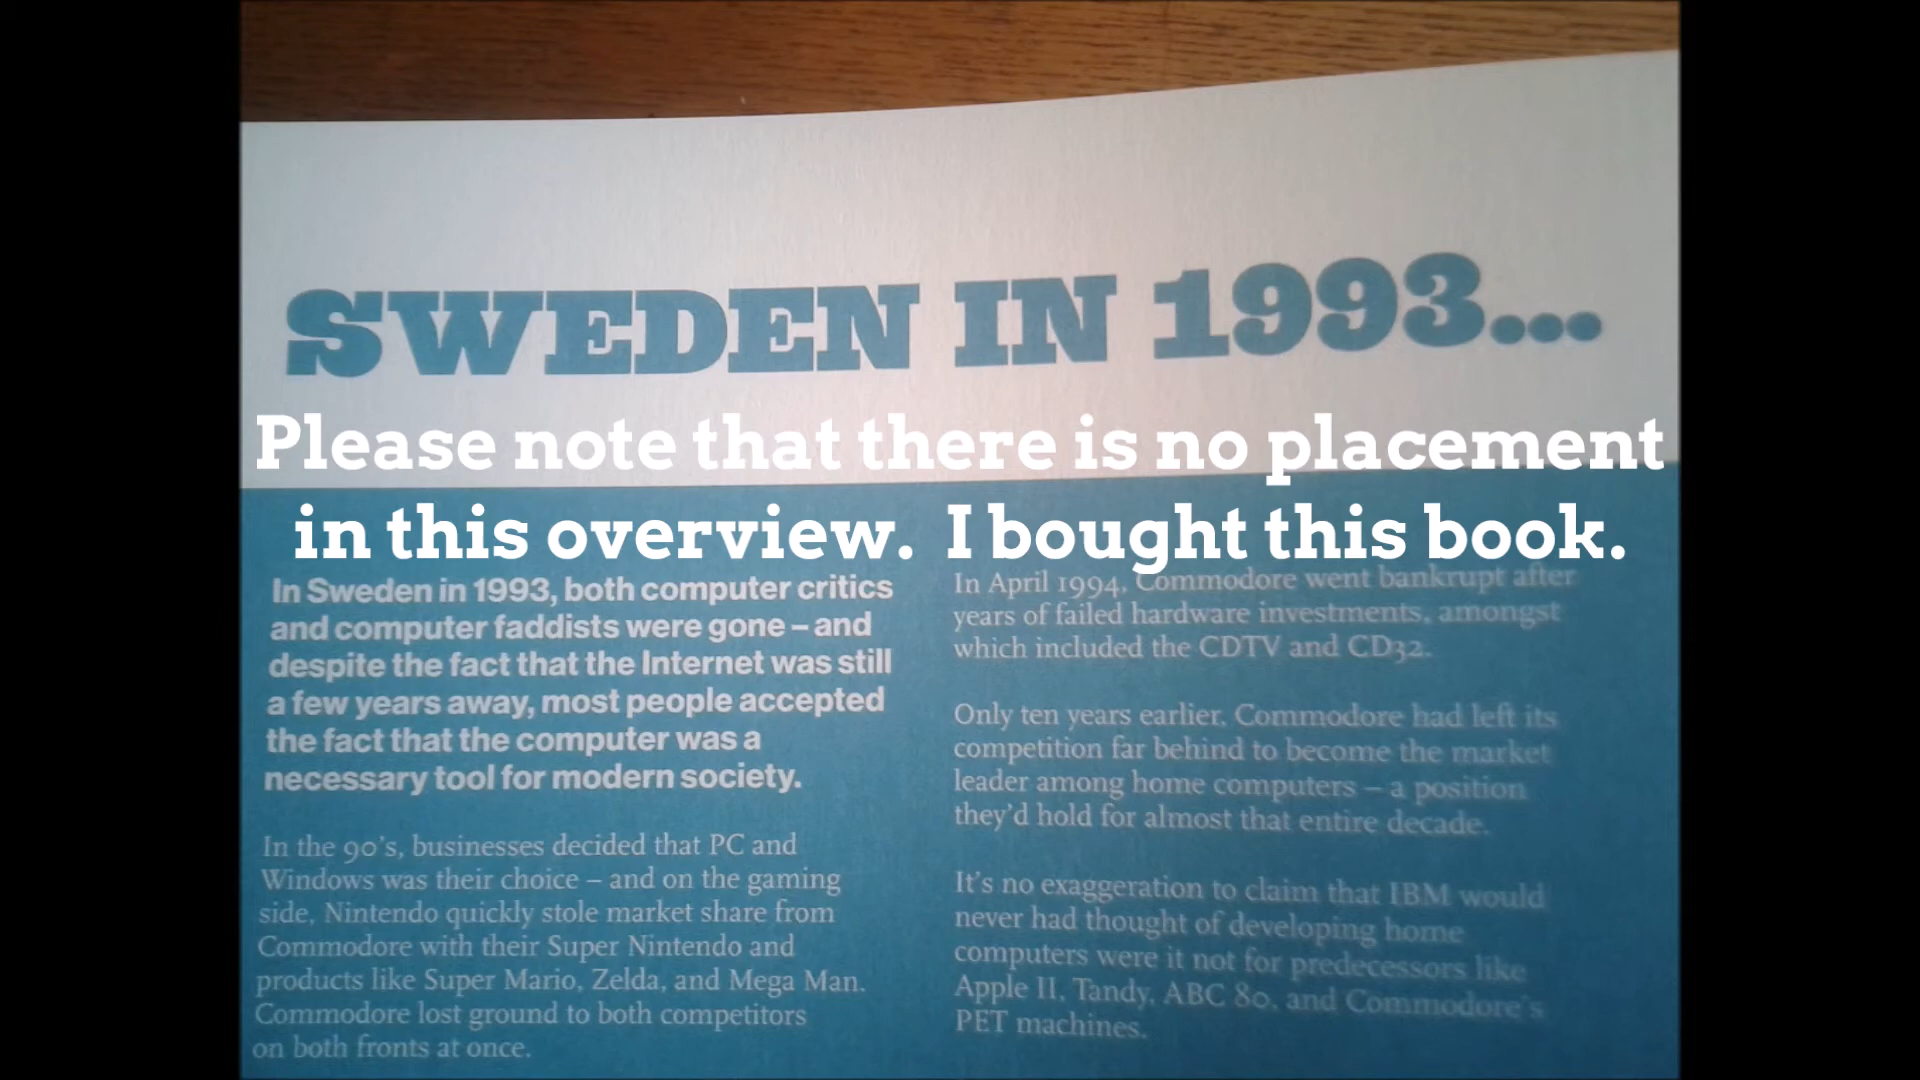 SWEDEN IN 1993...
Please note that there is no placement
in this overview. I bought this book.
In Sweden in 1993, both computer critics
and computer faddists were gone – and
despite the fact that the Internet was still
a few years away, most people accepted
the fact that the computer was a
necessary tool for modern society.
In the 90's, businesses decided that PC and
Windows was their choice – and on the gaming
side, Nintendo quickly stole market share from
Commodore with their Super Nintendo and
products like Super Mario, Zelda, and Mega Man.
Commodore lost ground to both competitors
on both fronts at once.
In April 1994, Commodore went bankrupt after
years of failed hardware investments, amongst
which included the CDTV and CD32.
Only ten years earlier, Commodore had left its
competition far behind to become the market
leader among home computers – a position
they'd hold for almost that entire decade.
It's no exaggeration to claim that IBM would
never had thought of developing home
computers were it not for predecessors like
Apple II, Tandy, ABC 80, and Commodore's
PET machines.